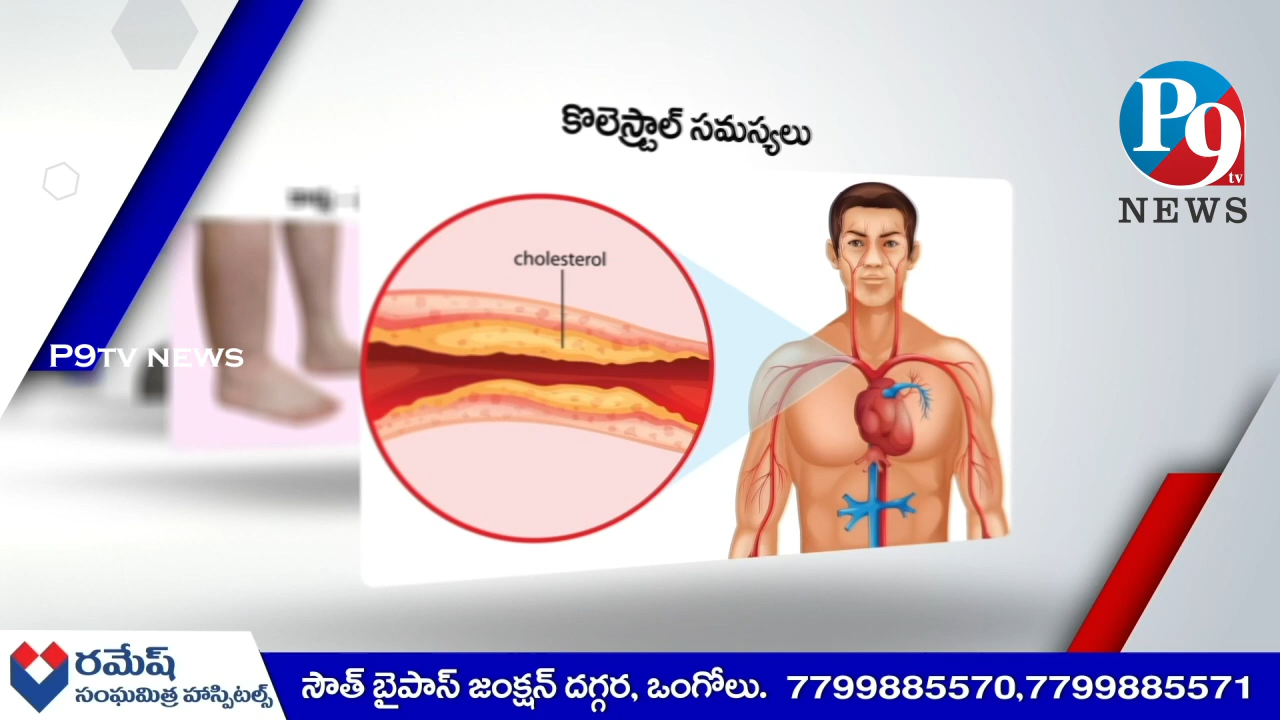 కొలెస్ట్రాల్ సమస్యలు
P9
tv
NEWS
cholesterol
P9TV NEWS
రమేష్
సంఘమిత్ర హాస్పిటల్స్
సౌత్ బైపాస్ జంక్షన్ దగ్గర, ఒంగోలు. 7799885570,7799885571